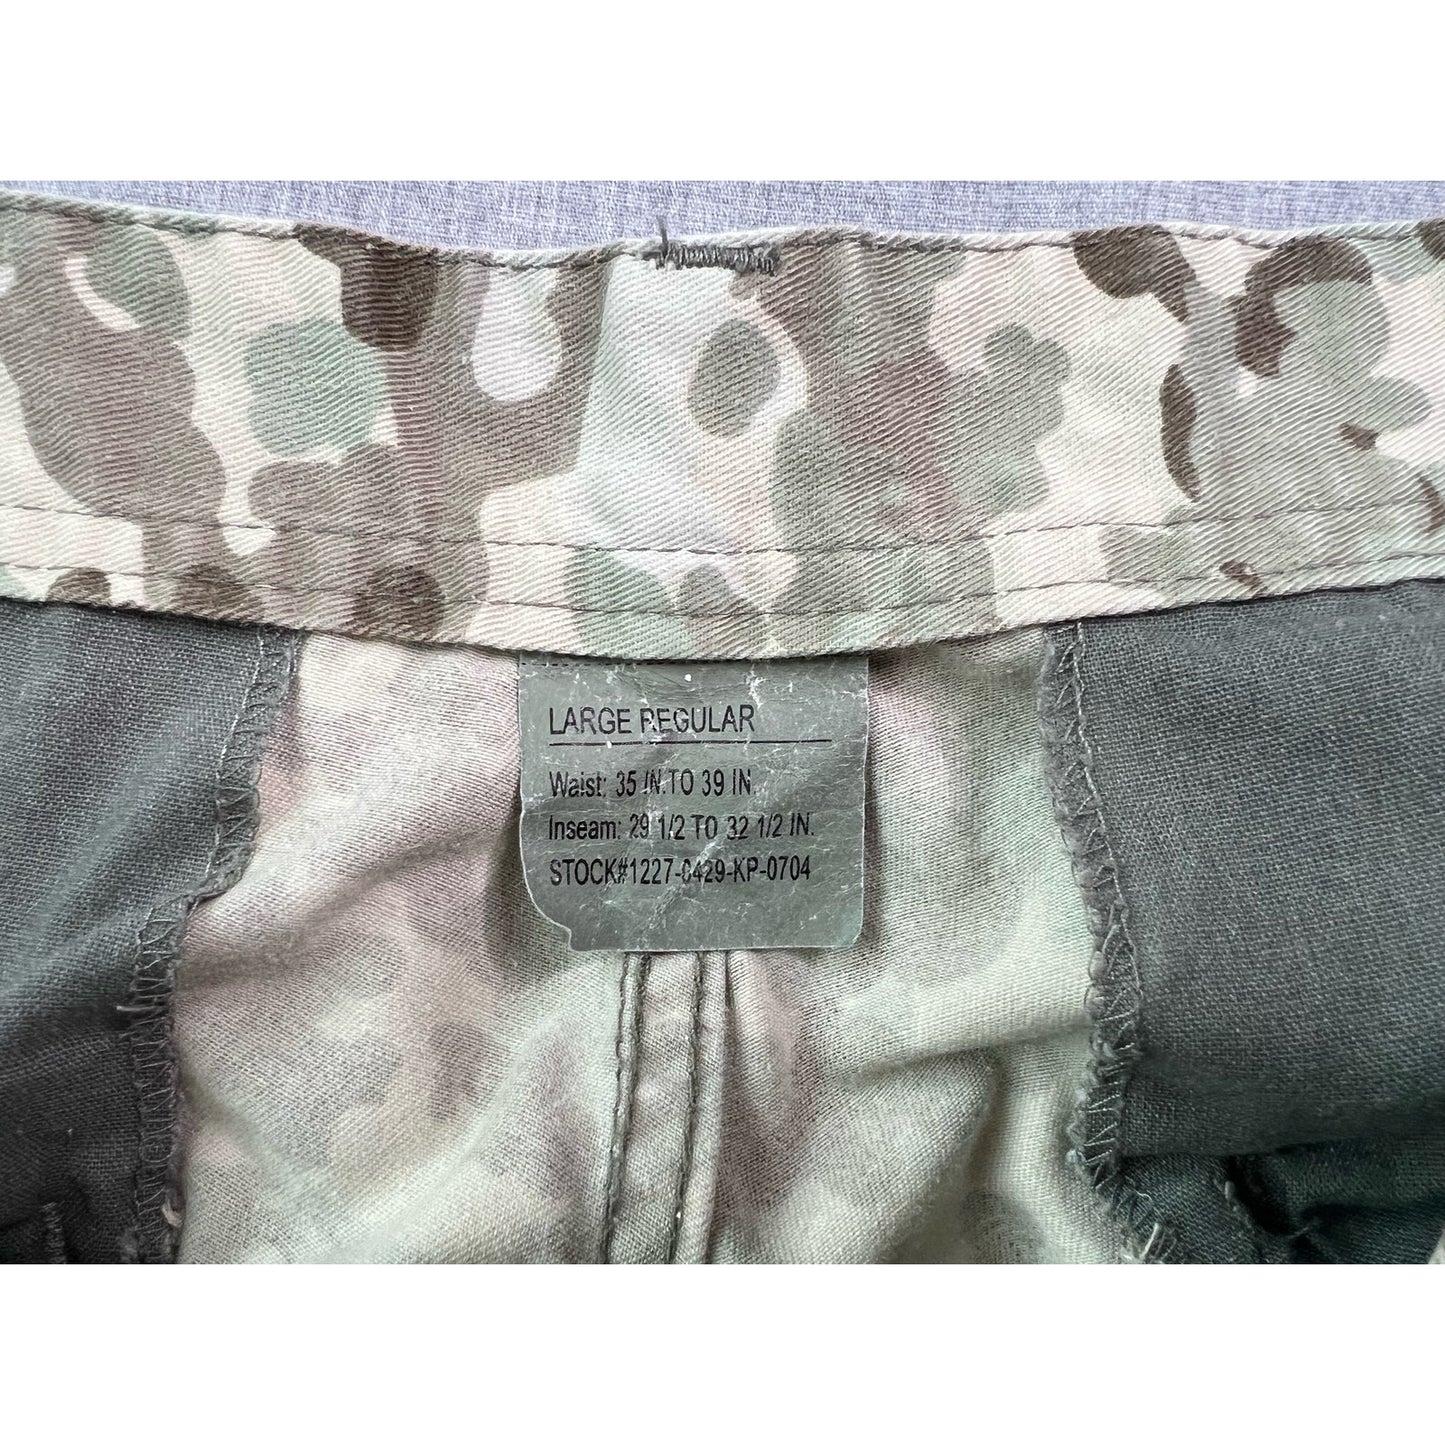 LARGE REGULAR
Waist: 35 IN.TO 39 IN.
Inseam: 29 1/2 TO 32 1/2 IN.
STOCK#1227-0429-KP-0704